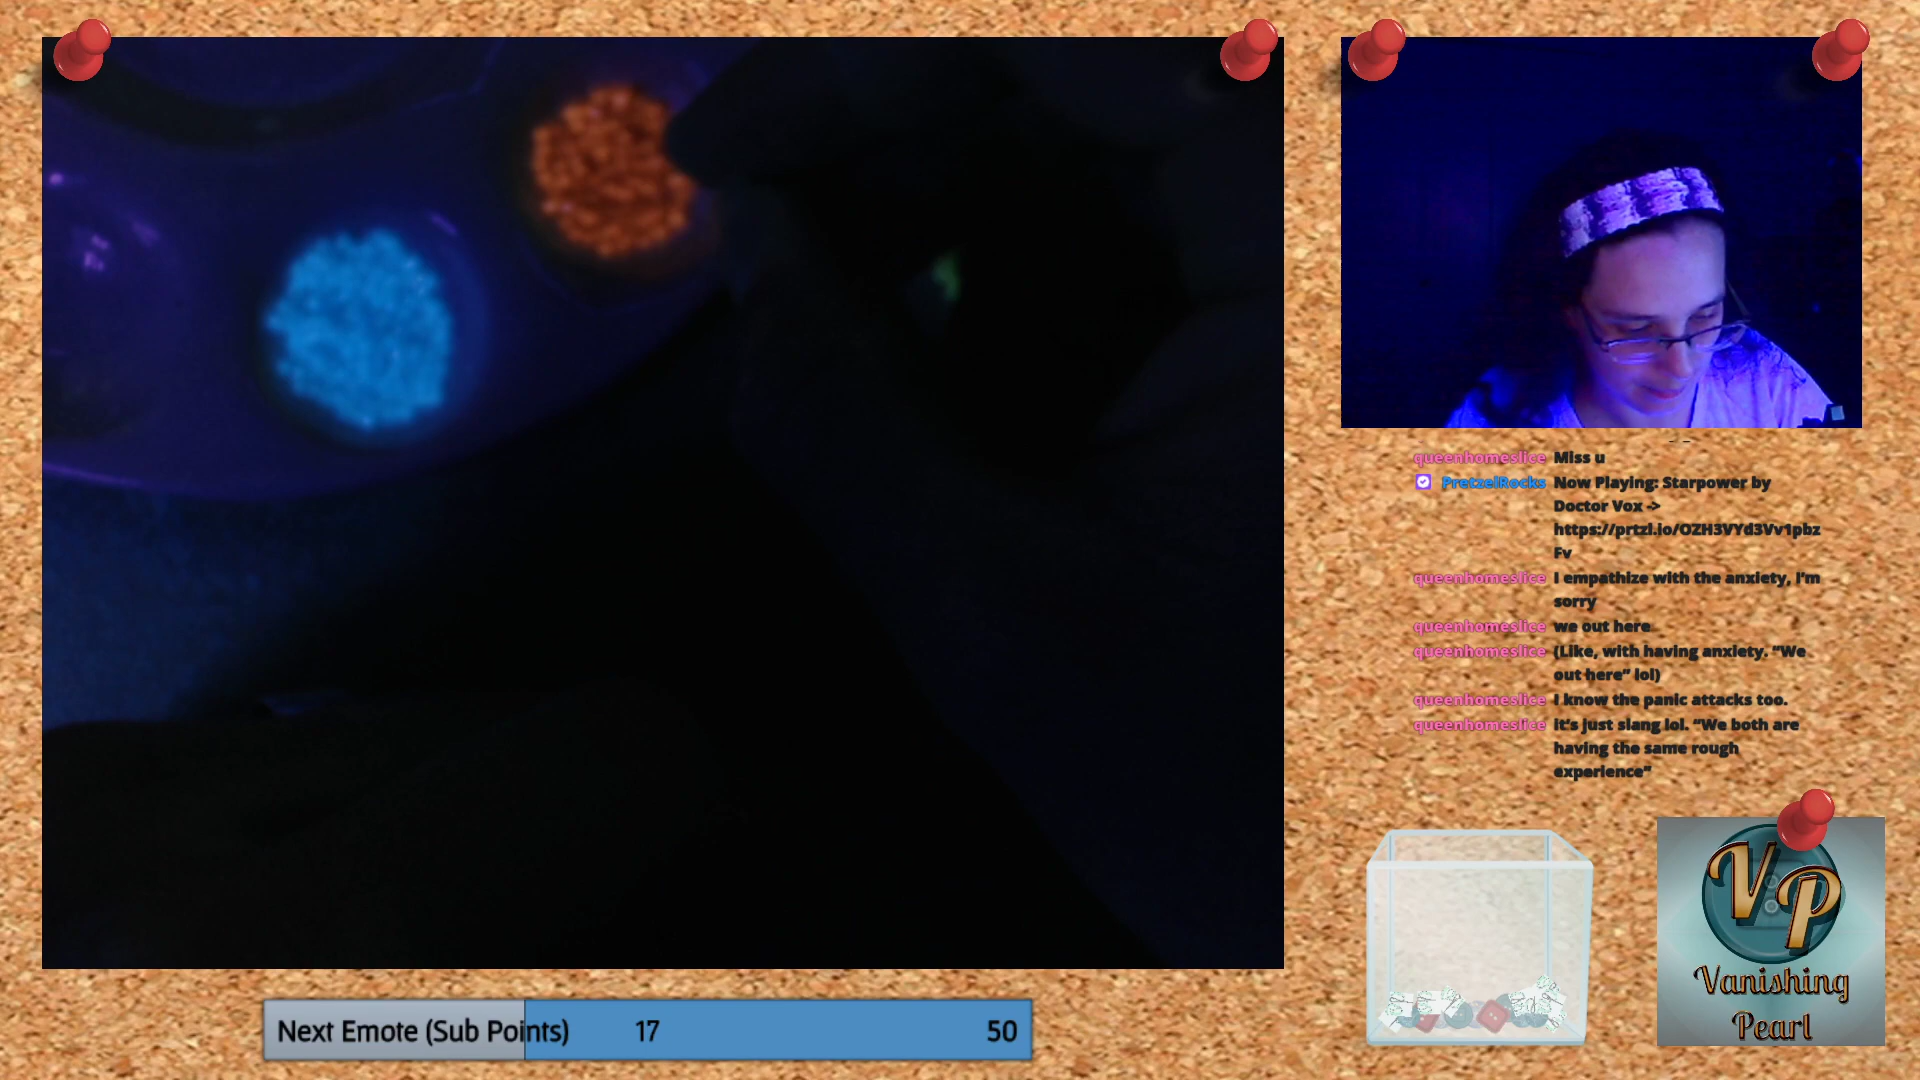 queenhomeslice Miss u
PretzelRocks Now Playing: Starpower by
Doctor Vox ->
https://prtzl.io/OZH3VYd3Vv1pbz
Fv
queenhomeslice I empathize with the anxiety, I'm
sorry
queenhomeslice we out here
queenhomeslice (Like, with having anxiety. "We
out here" lol)
queenhomeslice I know the panic attacks too.
queenhomeslice It's just slang lol. "We both are
having the same rough
experience"
VP
Vanishing
Pearl
Next Emote (Sub Points) 17 50